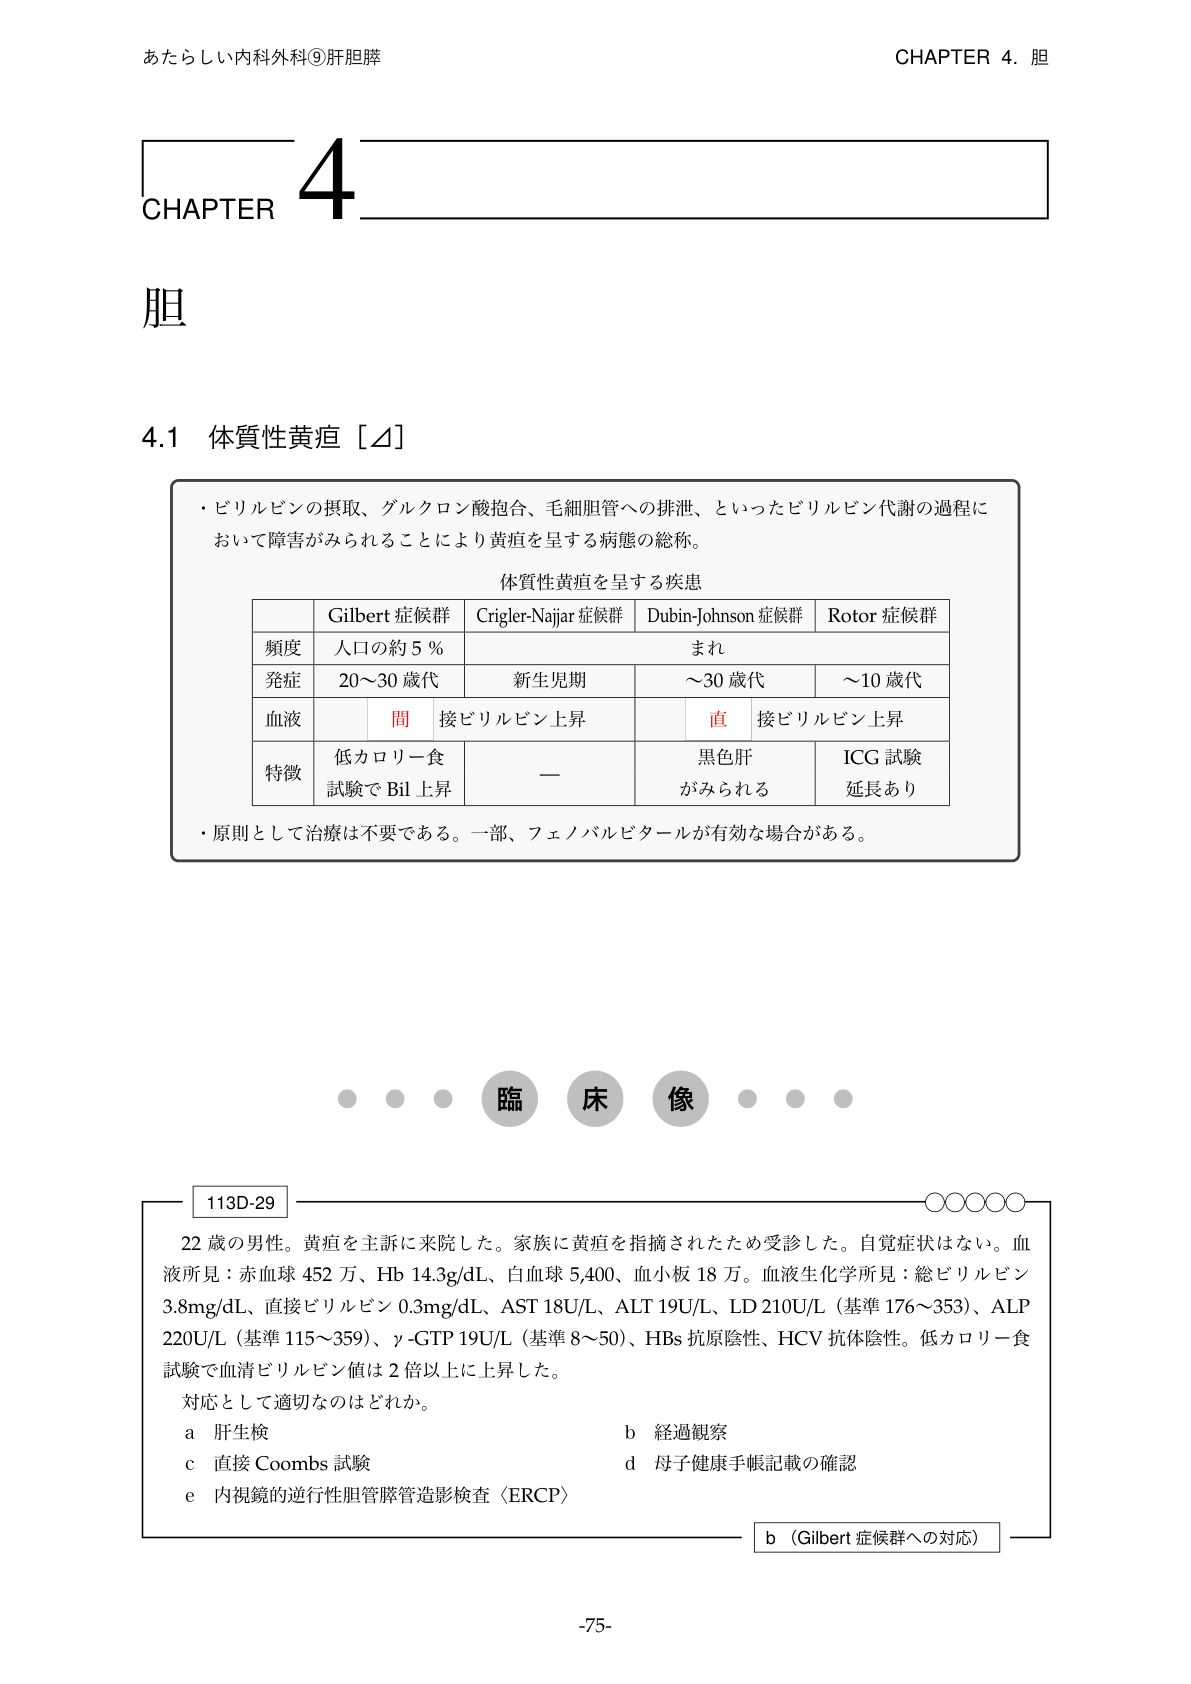 あたらしい内科外科⑨肝胆膵 CHAPTER 4. 胆
CHAPTER 4
胆
4.1 体質性黄疸［⊿］
・ビリルビンの摂取、グルクロン酸抱合、毛細胆管への排泄、といったビリルビン代謝の過程に
おいて障害がみられることにより黄疸を呈する病態の総称。
体質性黄疸を呈する疾患
Gilbert 症候群 Crigler-Najjar 症候群 Dubin-Johnson 症候群 Rotor 症候群
頻度 人口の約 5 % まれ
発症 20～30 歳代 新生児期 ～30 歳代 ～10 歳代
血液 間 接ビリルビン上昇 直 接ビリルビン上昇
特徴 低カロリー食 試験で Bil 上昇 — 黒色肝 がみられる ICG 試験 延長あり
・原則として治療は不要である。一部、フェノバルビタールが有効な場合がある。
臨 床 像
113D-29 ○○○○○
22 歳の男性。黄疸を主訴に来院した。家族に黄疸を指摘されたため受診した。自覚症状はない。血
液所見：赤血球 452 万、Hb 14.3g/dL、白血球 5,400、血小板 18 万。血液生化学所見：総ビリルビン
3.8mg/dL、直接ビリルビン 0.3mg/dL、AST 18U/L、ALT 19U/L、LD 210U/L（基準 176～353）、ALP
220U/L（基準 115～359）、γ-GTP 19U/L（基準 8～50）、HBs 抗原陰性、HCV 抗体陰性。低カロリー食
試験で血清ビリルビン値は 2 倍以上に上昇した。
対応として適切なのはどれか。
a 肝生検 b 経過観察
c 直接 Coombs 試験 d 母子健康手帳記載の確認
e 内視鏡的逆行性胆管膵管造影検査〈ERCP〉
b （Gilbert 症候群への対応）
-75-